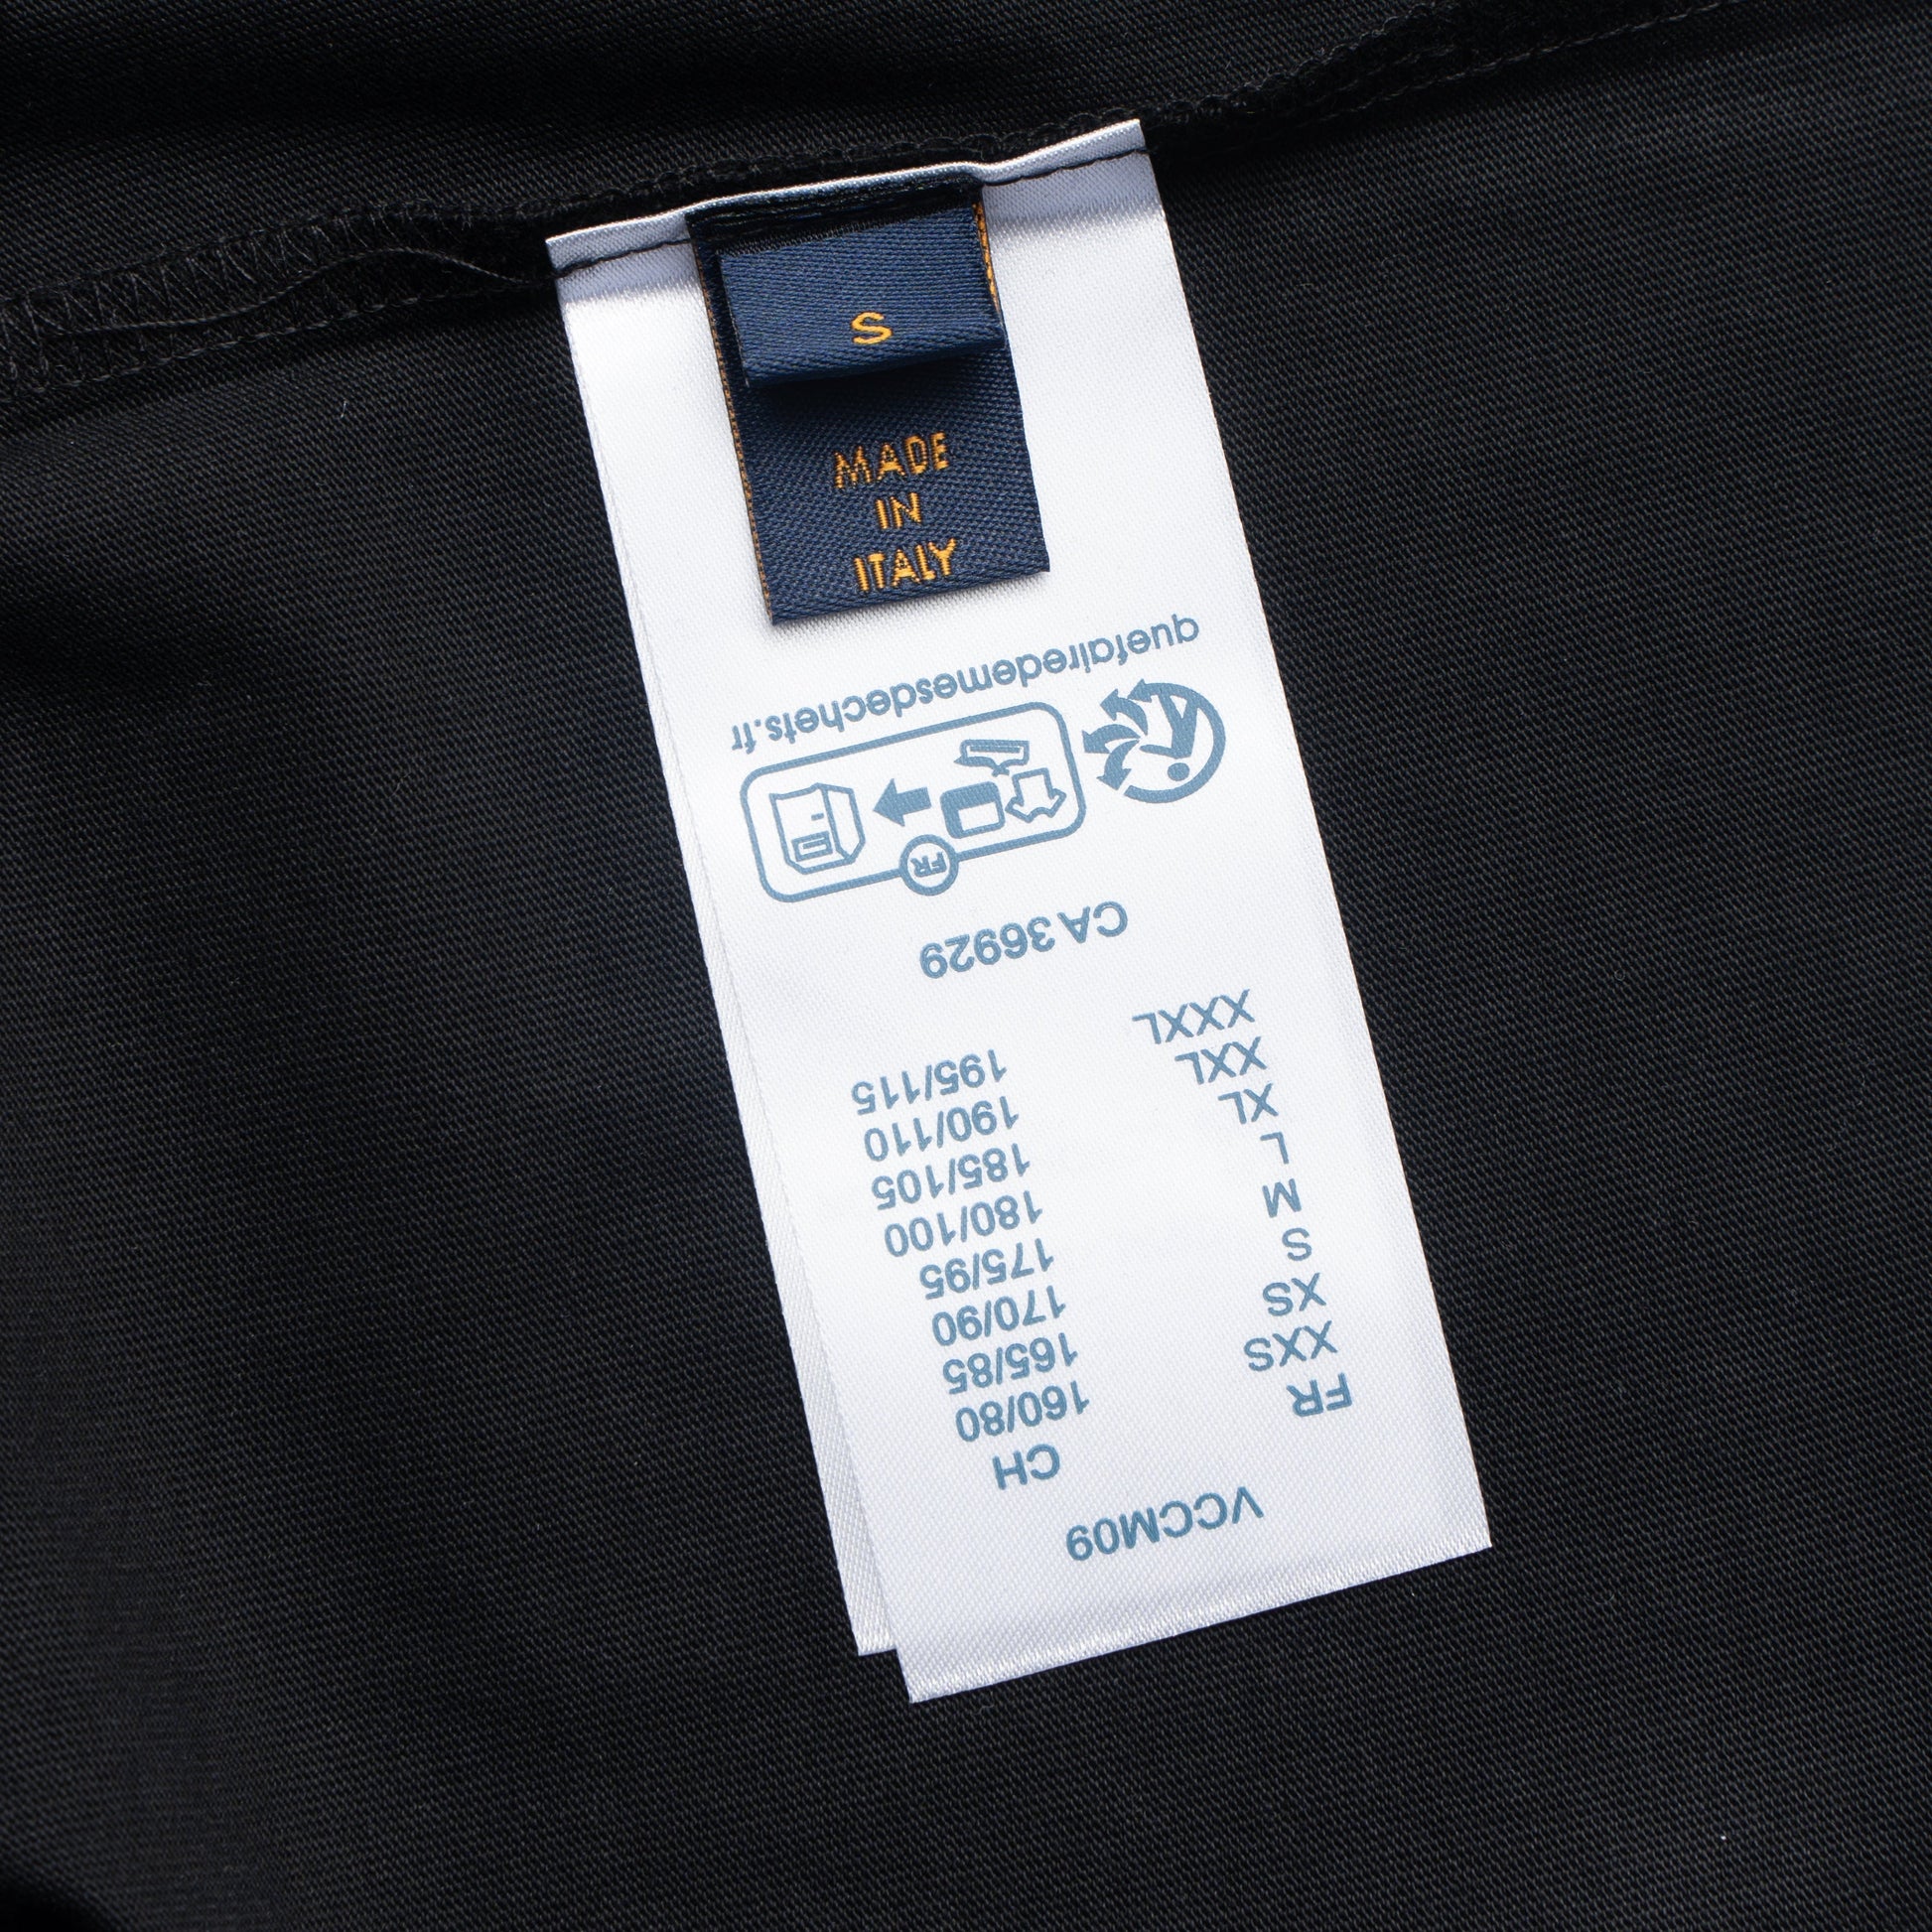 S
MADE
IN
ITALY
VCCM09
FR CH
XXS 160/80
XS 165/85
S 170/90
M 175/95
L 180/100
XL 185/105
XXL 190/110
XXXL 195/115
CA 36929
FR
quefairedemesdechets.fr